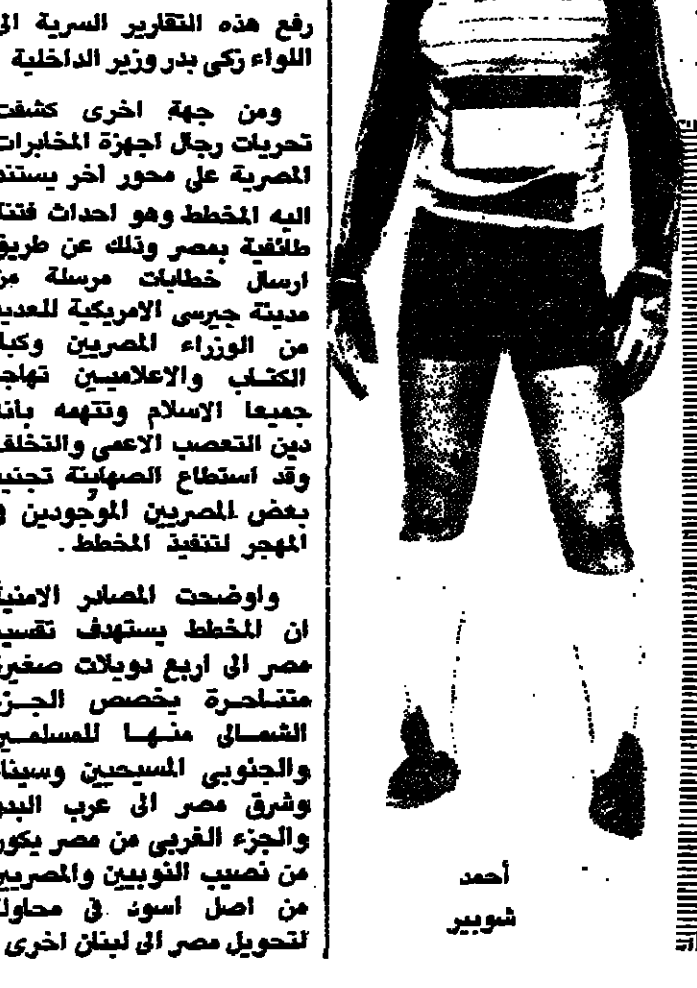 رفع هذه التقارير السرية الى
اللواء زكى بدر وزير الداخلية
ومن جهة اخرى كشفت
تحريات رجال اجهزة المخابرات
المصرية على محور اخر يستند
اليه المخطط وهو احداث فتنة
طائفية بمصر وذلك عن طريق
ارسال خطابات مرسلة من
مدينة جيرسى الامريكية للعديد
من الوزراء المصريين وكبار
الكتاب والاعلاميين تهاجم
جميعا الاسلام وتتهمه بانه
دين التعصب الاعمى والتخلف
وقد استطاع الصهاينة تجنيد
بعض المصريين الموجودين في
المهجر لتنفيذ المخطط .
واوضحت المصادر الامنية
ان المخطط يستهدف تقسيم
مصر الى اربع دويلات صغيرة
متناحرة يخصص الجزء
الشمالى منها للمسلمين
والجنوبى المسيحيين وسيناء
وشرق مصر الى عرب البدو
والجزء الغربى من مصر يكون
من نصيب النوبيين والمصريين
من اصل اسود في محاولة
لتحويل مصر الى لبنان اخرى
أحمد
شوبير